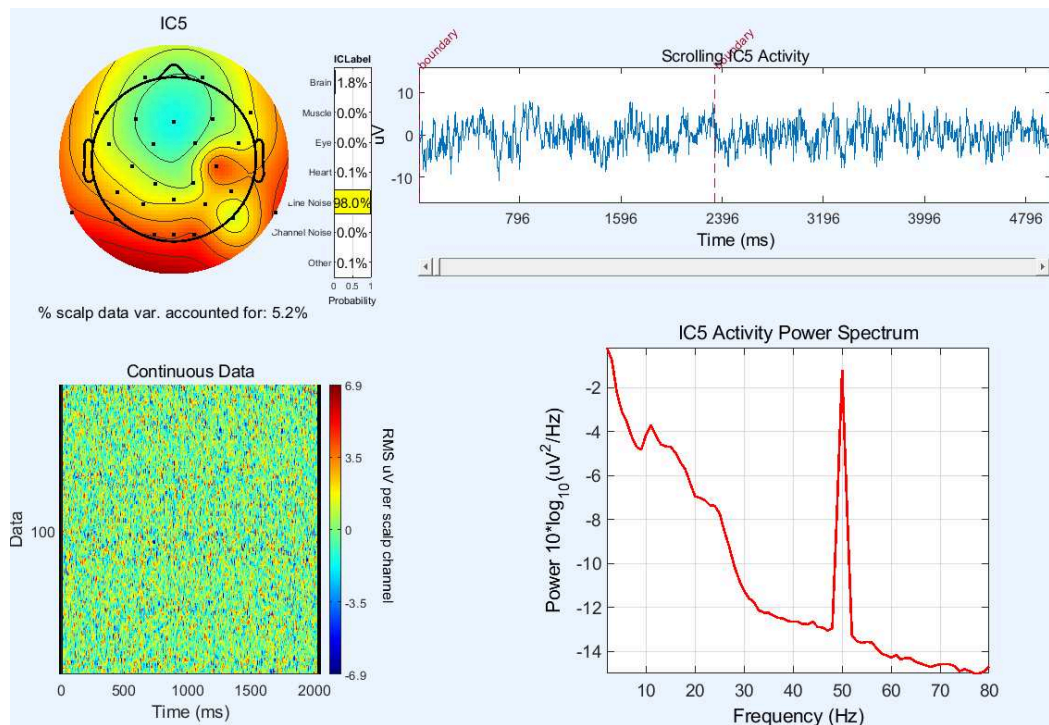 IC5
ICLabel
Brain
1.8%
Muscle
0.0%
Eye
0.0%
Heart
0.1%
Line Noise
98.0%
Channel Noise
0.0%
Other
0.1%
0 0.5 1
Probability
% scalp data var. accounted for: 5.2%
boundary
boundary
Scrolling IC5 Activity
uV
10
0
-10
796 1596 2396 3196 3996 4796
Time (ms)
Continuous Data
Data
100
0 500 1000 1500 2000
Time (ms)
6.9
3.5
0
-3.5
-6.9
RMS uV per scalp channel
IC5 Activity Power Spectrum
Power 10*log10(uV2/Hz)
-2
-4
-6
-8
-10
-12
-14
10 20 30 40 50 60 70 80
Frequency (Hz)